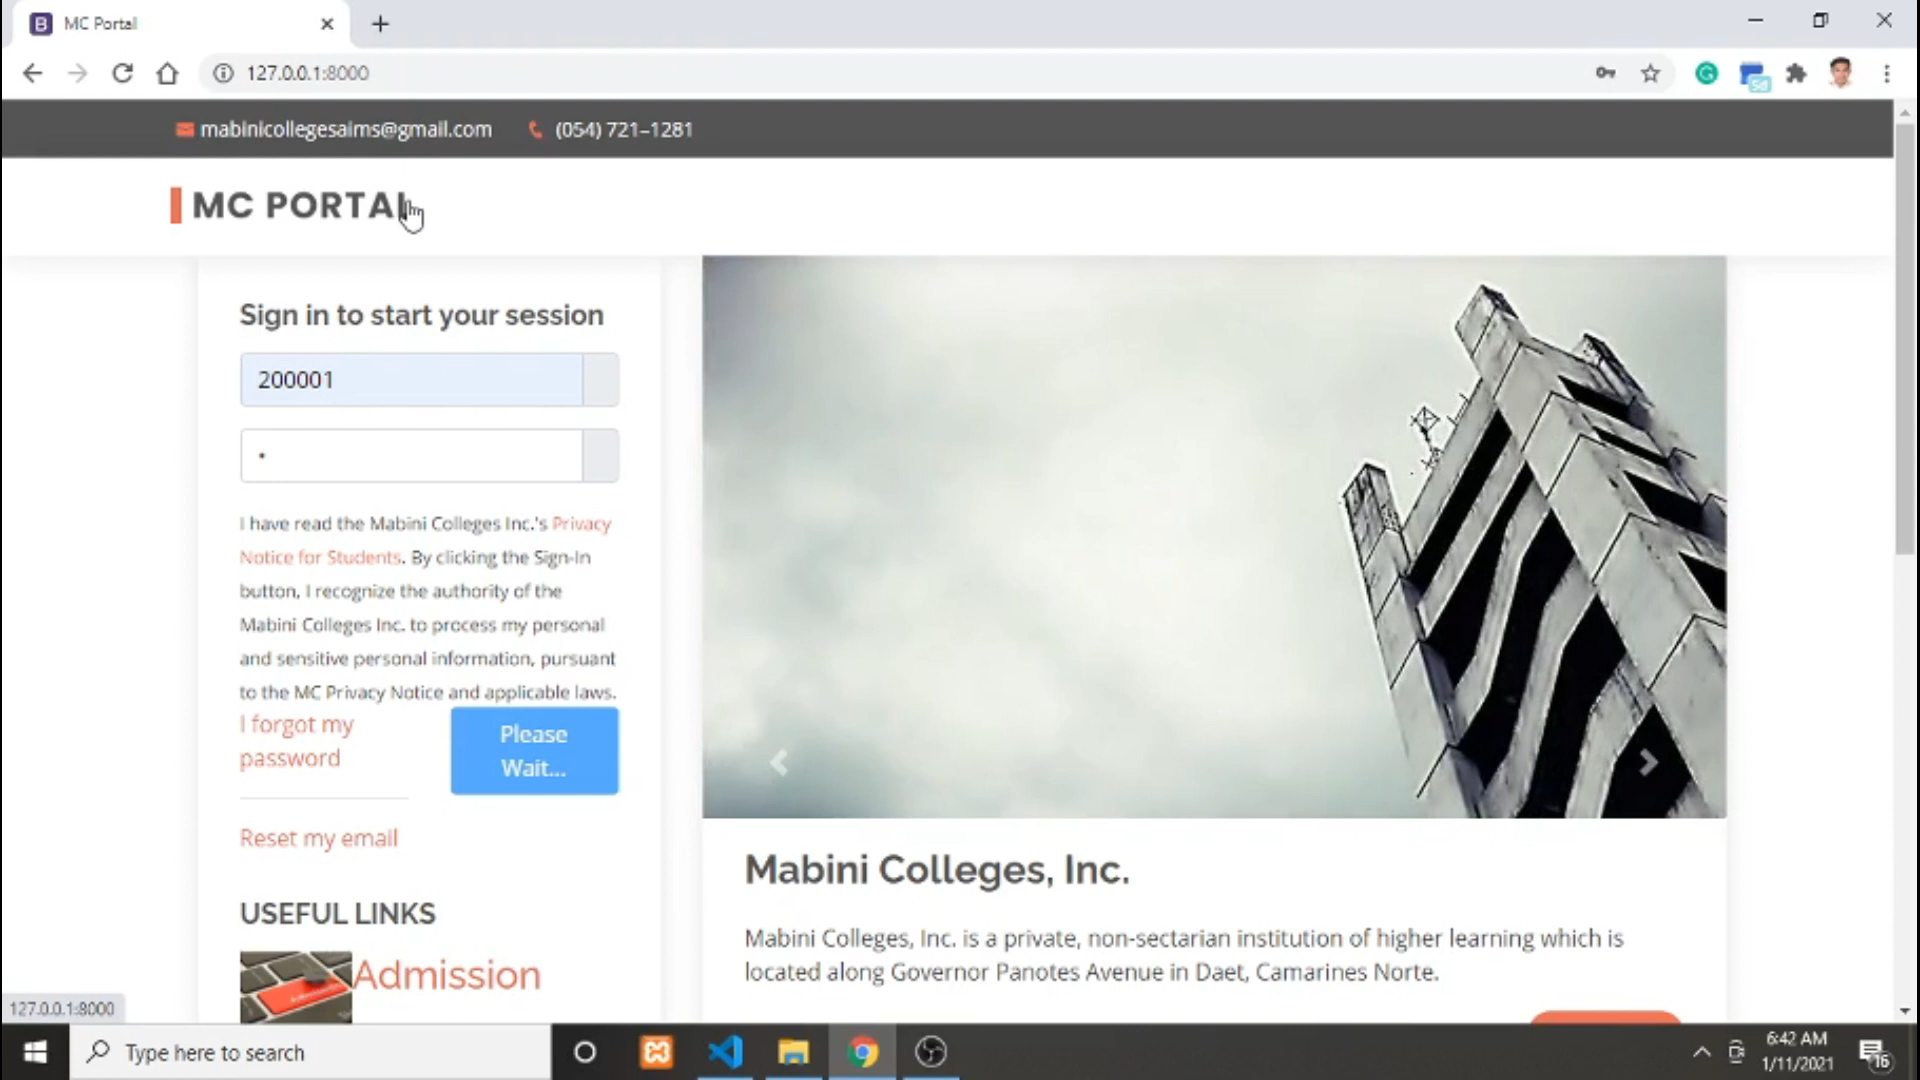 MC Portal
127.0.0.1:8000
mabinicollegesaims@gmail.com (054) 721-1281
MC PORTAL
Sign in to start your session
200001
I have read the Mabini Colleges Inc.'s Privacy
Notice for Students. By clicking the Sign-In
button, I recognize the authority of the
Mabini Colleges Inc. to process my personal
and sensitive personal information, pursuant
to the MC Privacy Notice and applicable laws.
I forgot my
password
Please
Wait...
Reset my email
USEFUL LINKS
Admission
Mabini Colleges, Inc.
Mabini Colleges, Inc. is a private, non-sectarian institution of higher learning which is
located along Governor Panotes Avenue in Daet, Camarines Norte.
127.0.0.1:8000
Type here to search
6:42 AM
1/11/2021
16